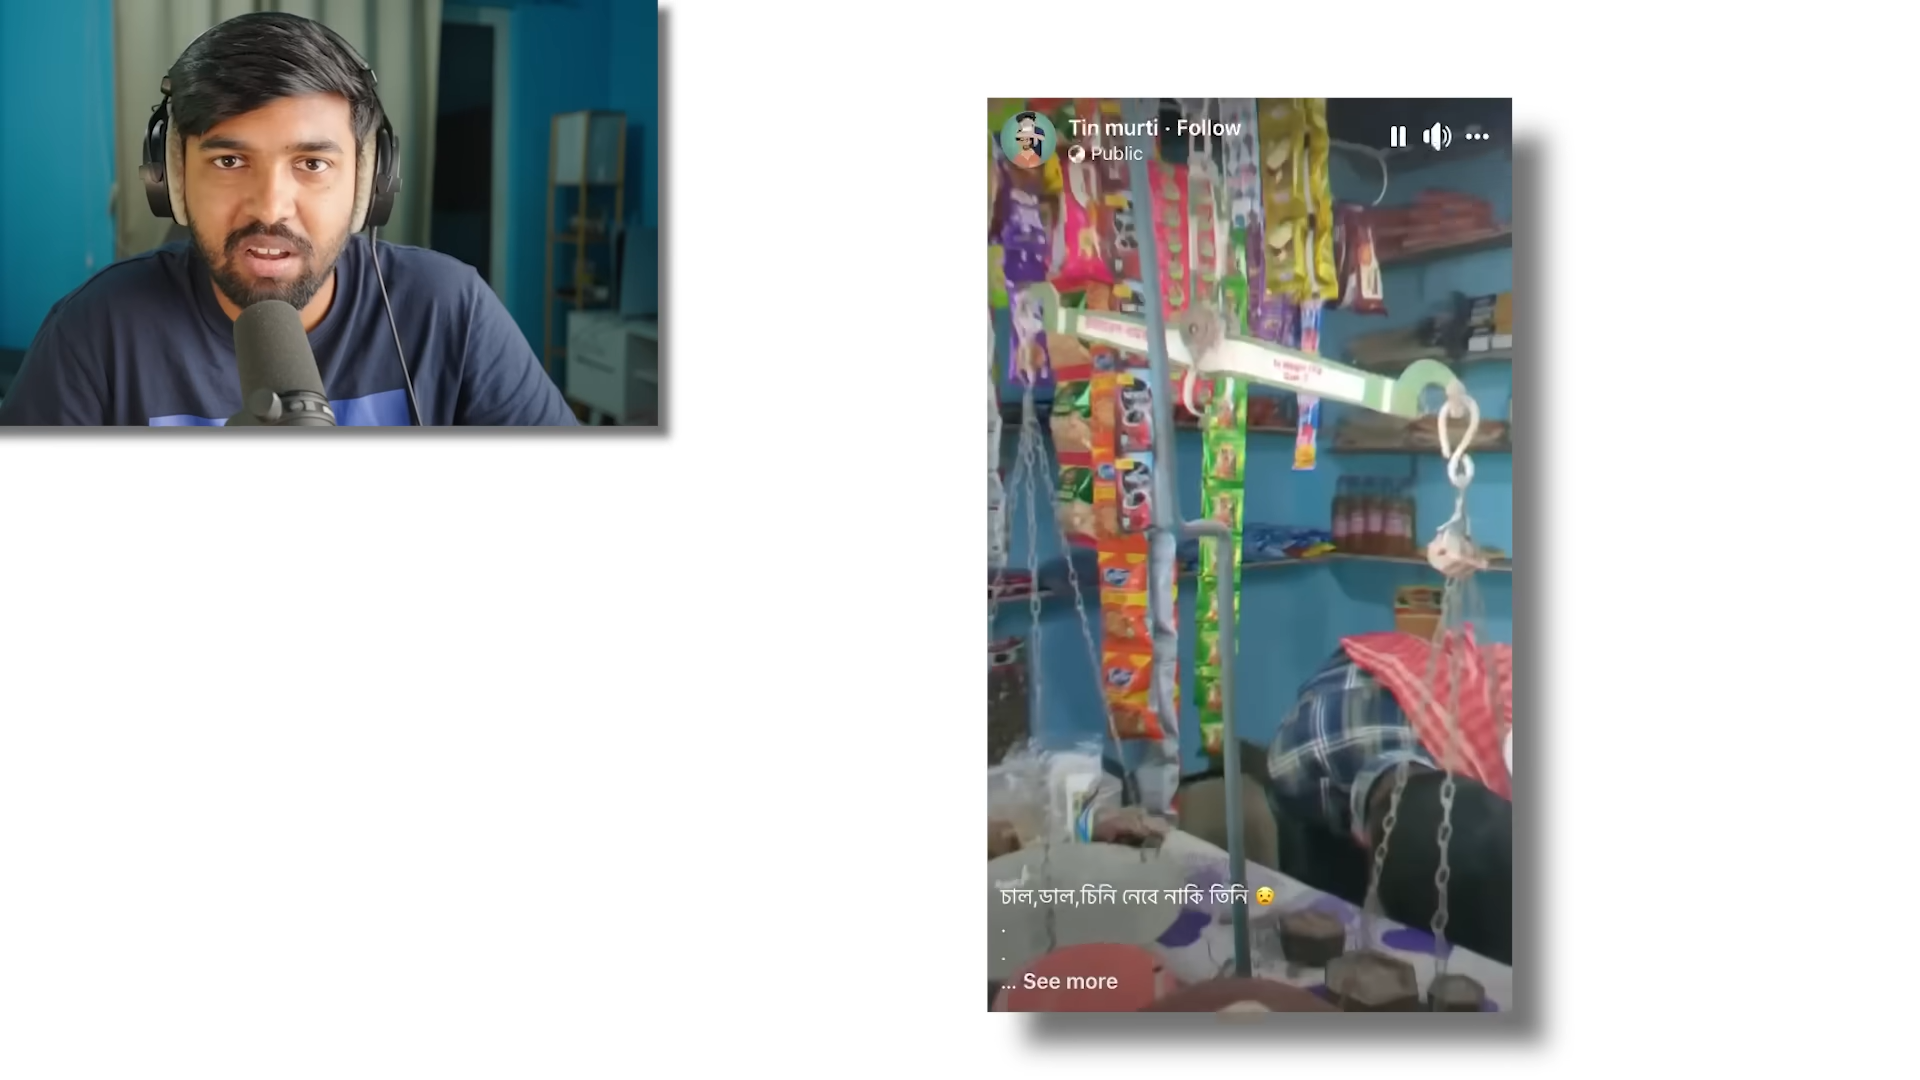 Tin murti · Follow
Public
চাল,ডাল,চিনি নেবে নাকি তিনি 😟
.
.
... See more